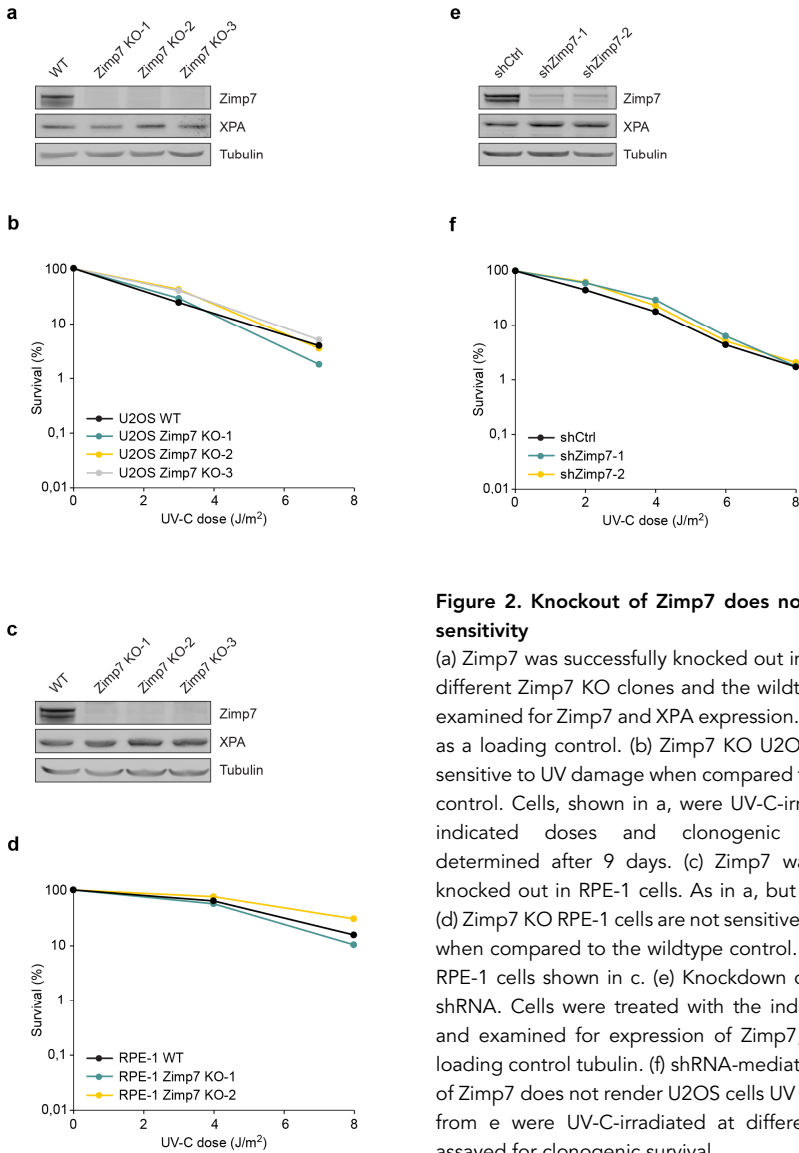 a
WT
Zimp7 KO-1
Zimp7 KO-2
Zimp7 KO-3
Zimp7
XPA
Tubulin
b
Survival (%)
100
10
1
0,1
0,01
U2OS WT
U2OS Zimp7 KO-1
U2OS Zimp7 KO-2
U2OS Zimp7 KO-3
0 2 4 6 8
UV-C dose (J/m²)
c
WT
Zimp7 KO-1
Zimp7 KO-2
Zimp7 KO-3
Zimp7
XPA
Tubulin
d
Survival (%)
100
10
1
0,1
0,01
RPE-1 WT
RPE-1 Zimp7 KO-1
RPE-1 Zimp7 KO-2
0 2 4 6 8
UV-C dose (J/m²)
e
shCtrl
shZimp7-1
shZimp7-2
Zimp7
XPA
Tubulin
f
Survival (%)
100
10
1
0,1
0,01
shCtrl
shZimp7-1
shZimp7-2
0 2 4 6 8
UV-C dose (J/m²)
Figure 2. Knockout of Zimp7 does no
sensitivity
(a) Zimp7 was successfully knocked out in
different Zimp7 KO clones and the wildt
examined for Zimp7 and XPA expression.
as a loading control. (b) Zimp7 KO U2O
sensitive to UV damage when compared
control. Cells, shown in a, were UV-C-irr
indicated doses and clonogenic
determined after 9 days. (c) Zimp7 wa
knocked out in RPE-1 cells. As in a, but
(d) Zimp7 KO RPE-1 cells are not sensitive
when compared to the wildtype control.
RPE-1 cells shown in c. (e) Knockdown
shRNA. Cells were treated with the ind
and examined for expression of Zimp7
loading control tubulin. (f) shRNA-mediat
of Zimp7 does not render U2OS cells UV
from e were UV-C-irradiated at differe
assayed for clonogenic survival